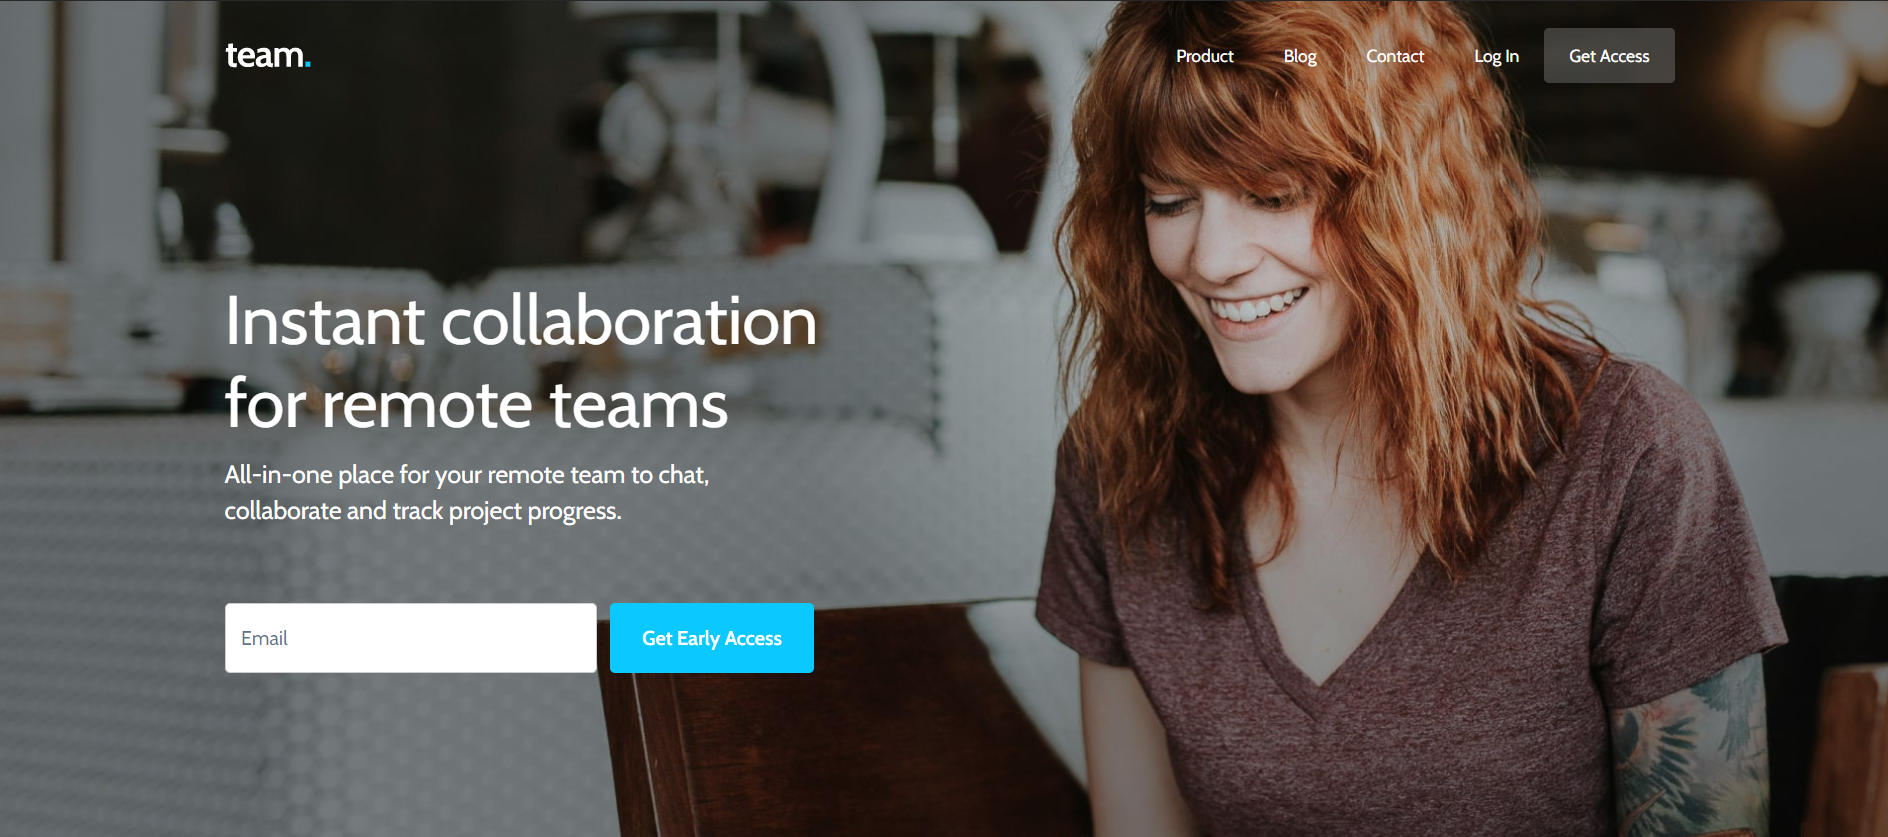 team.
Product
Blog
Contact
Log In
Get Access
Instant collaboration
for remote teams
All-in-one place for your remote team to chat,
collaborate and track project progress.
Email
Get Early Access